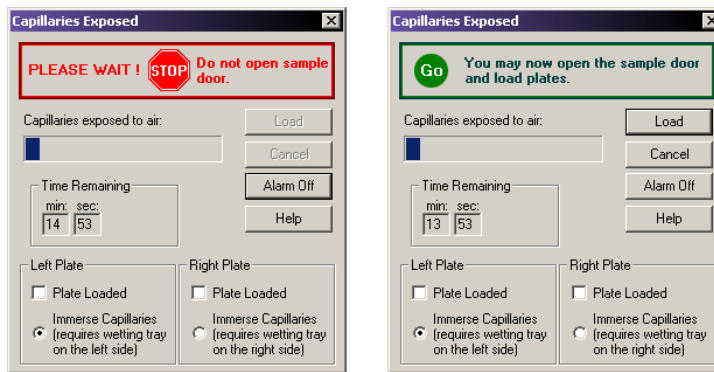 Capillaries Exposed
PLEASE WAIT !
STOP
Do not open sample
door.
Capillaries exposed to air:
Load
Cancel
Time Remaining
Alarm Off
min: sec:
14 53
Help
Left Plate
Right Plate
Plate Loaded
Plate Loaded
Immerse Capillaries
(requires wetting tray
on the left side)
Immerse Capillaries
(requires wetting tray
on the right side)
Capillaries Exposed
Go
You may now open the sample door
and load plates.
Capillaries exposed to air:
Load
Cancel
Time Remaining
Alarm Off
min: sec:
13 53
Help
Left Plate
Right Plate
Plate Loaded
Plate Loaded
Immerse Capillaries
(requires wetting tray
on the left side)
Immerse Capillaries
(requires wetting tray
on the right side)